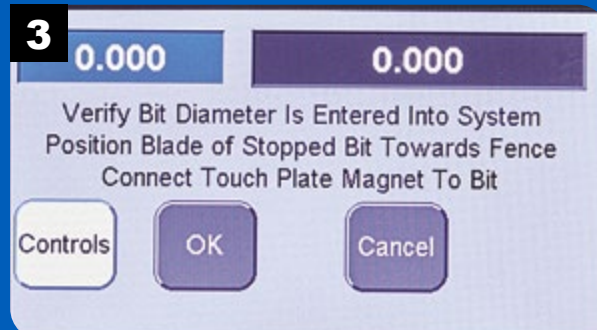 3
0.000 0.000
Verify Bit Diameter Is Entered Into System
Position Blade of Stopped Bit Towards Fence
Connect Touch Plate Magnet To Bit
Controls OK Cancel